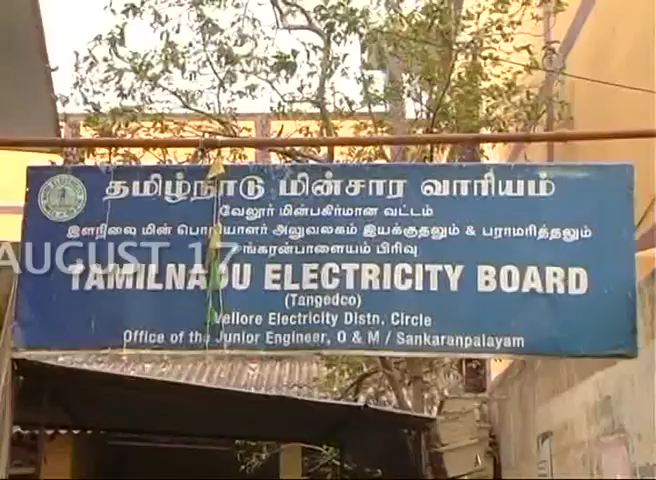 தமிழ்நாடு மின்சார வாரியம்
வேலூர் மின்பகிர்மான வட்டம்
இளநிலை மின் பொறியாளர் அலுவலகம் இயக்குதலும் & பராமரித்தலும்
சங்கரன்பாளையம் பிரிவு
AUGUST 17
TAMILNADU ELECTRICITY BOARD
(Tangedco)
Vellore Electricity Distn. Circle
Office of the Junior Engineer, O & M / Sankaranpalayam